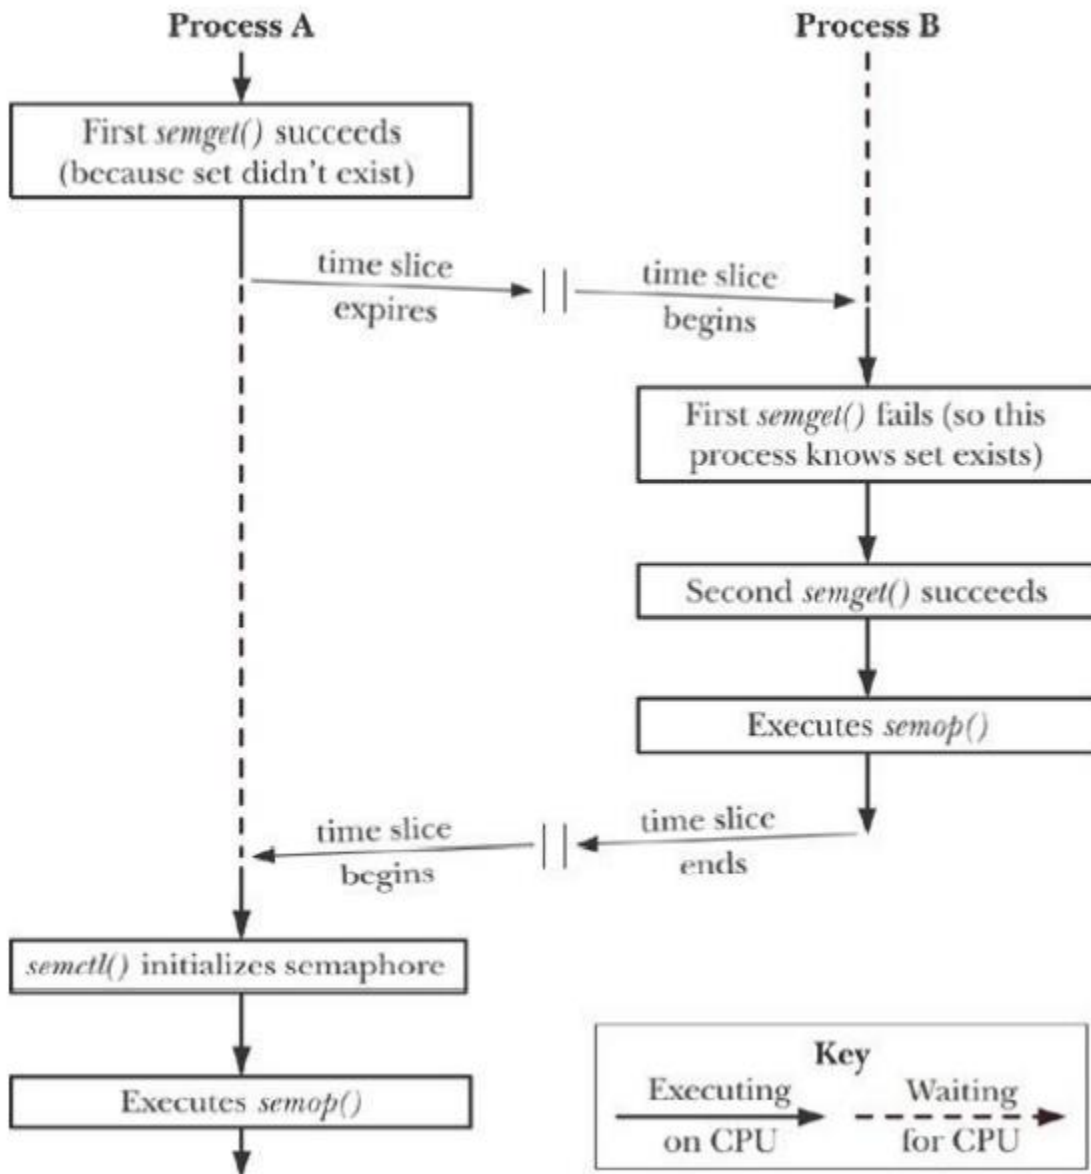 Process A
Process B
First semget() succeeds
(because set didn't exist)
time slice
expires
time slice
begins
First semget() fails (so this
process knows set exists)
Second semget() succeeds
Executes semop()
time slice
begins
time slice
ends
semctl() initializes semaphore
Executes semop()
Key
Executing
on CPU
Waiting
for CPU